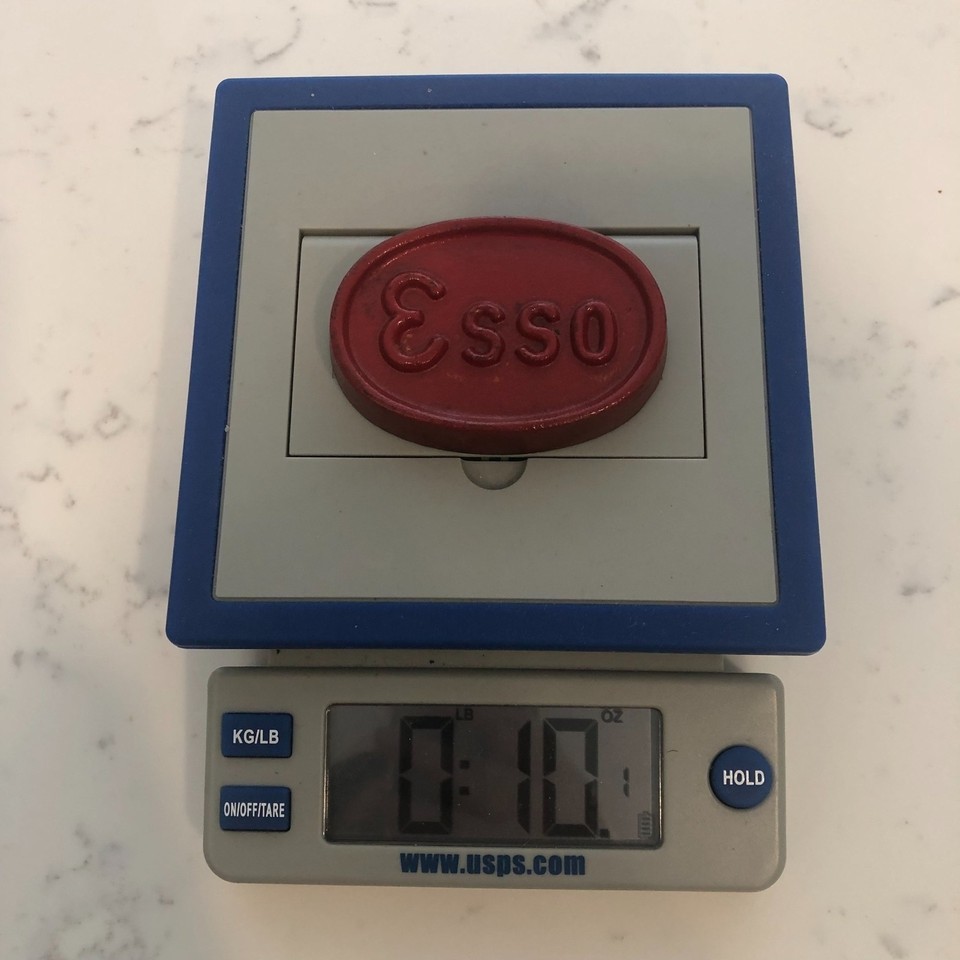 Esso
KG/LB
ON/OFF/TARE
LB OZ
0:10.1
HOLD
www.usps.com